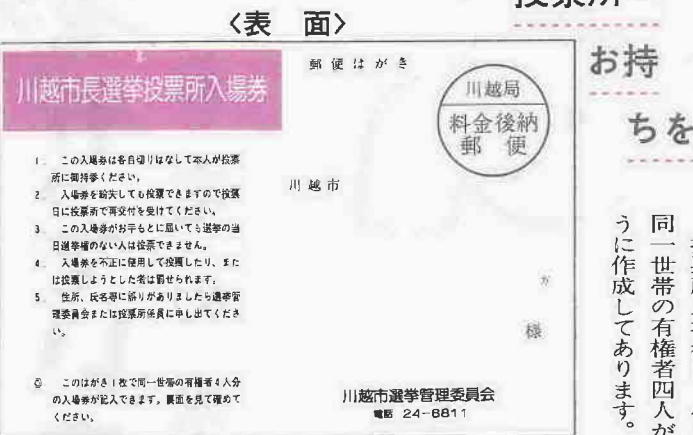 〈表 面〉
お持
ちを
郵便はがき
川越市長選挙投票所入場券
川越局
料金後納
郵 便
1. この入場券は各自切りはなして本人が投票
所に御持参ください。
2. 入場券を紛失しても投票できますので投票
日に投票所で再交付を受けてください。
3. この入場券がお手もとに届いても選挙の当
日選挙権のない人は投票できません。
4. 入場券を不正に使用して投票したり、また
は投票しようとした者は罰せられます。
5. 住所、氏名等に誤りがありましたら選挙管
理委員会または投票所係員に申し出てくださ
い。
◎ このはがき1枚で同一世帯の有権者4人分
の入場券が記入できます。裏面を見て確めて
ください。
川越市
方
様
川越市選挙管理委員会
電話 24-6811
同一世帯の有権者四人が
うに作成してあります。